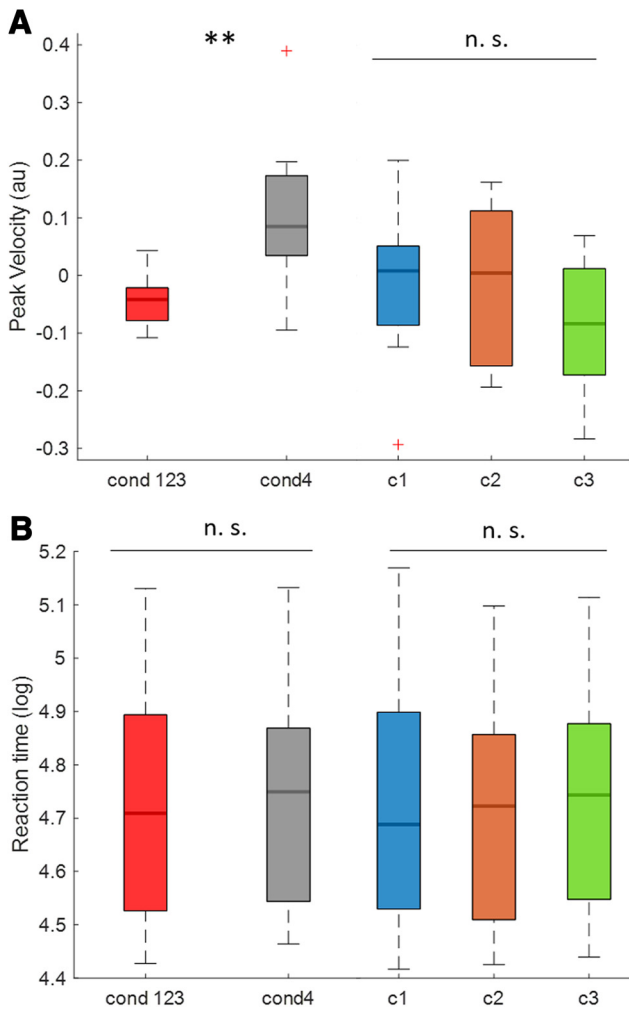 A
** n. s.
Peak Velocity (au)
0.4
0.3
0.2
0.1
0
-0.1
-0.2
-0.3
cond 123 cond4 c1 c2 c3
B
n. s. n. s.
Reaction time (log)
5.2
5.1
5
4.9
4.8
4.7
4.6
4.5
4.4
cond 123 cond4 c1 c2 c3